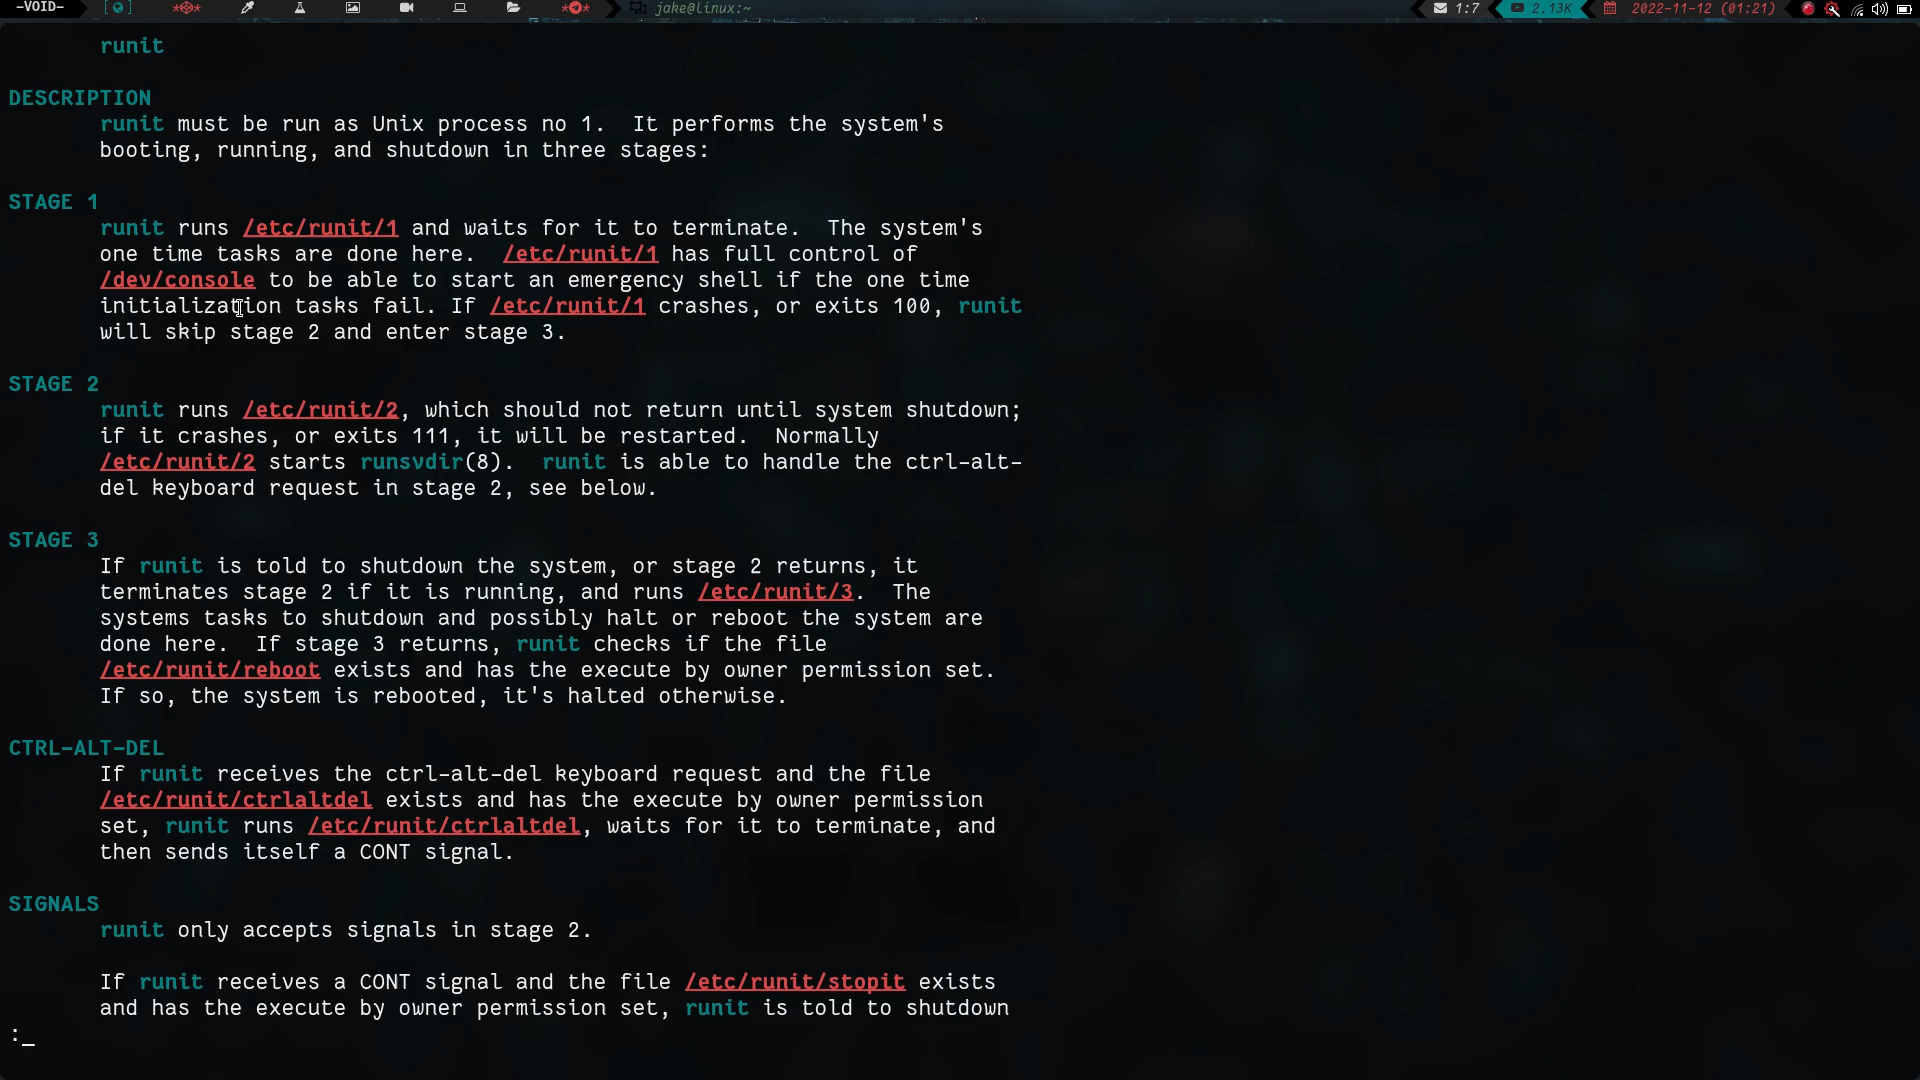 -VOID-
jake@linux:~
1:7
2.13K
2022-11-12 (01:21)
runit
DESCRIPTION
runit must be run as Unix process no 1.  It performs the system's
booting, running, and shutdown in three stages:
STAGE 1
runit runs /etc/runit/1 and waits for it to terminate.  The system's
one time tasks are done here.  /etc/runit/1 has full control of
/dev/console to be able to start an emergency shell if the one time
initialization tasks fail. If /etc/runit/1 crashes, or exits 100, runit
will skip stage 2 and enter stage 3.
STAGE 2
runit runs /etc/runit/2, which should not return until system shutdown;
if it crashes, or exits 111, it will be restarted.  Normally
/etc/runit/2 starts runsvdir(8).  runit is able to handle the ctrl-alt-
del keyboard request in stage 2, see below.
STAGE 3
If runit is told to shutdown the system, or stage 2 returns, it
terminates stage 2 if it is running, and runs /etc/runit/3.  The
systems tasks to shutdown and possibly halt or reboot the system are
done here.  If stage 3 returns, runit checks if the file
/etc/runit/reboot exists and has the execute by owner permission set.
If so, the system is rebooted, it's halted otherwise.
CTRL-ALT-DEL
If runit receives the ctrl-alt-del keyboard request and the file
/etc/runit/ctrlaltdel exists and has the execute by owner permission
set, runit runs /etc/runit/ctrlaltdel, waits for it to terminate, and
then sends itself a CONT signal.
SIGNALS
runit only accepts signals in stage 2.
If runit receives a CONT signal and the file /etc/runit/stopit exists
and has the execute by owner permission set, runit is told to shutdown
:_